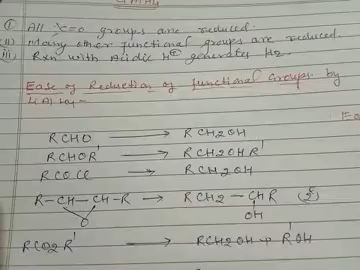 (i) All >=o groups are reduced.
(ii) Many other functional groups are reduced.
(iii) Rxn with Acidic H⊕ generates H2
Ease of Reduction of functional Groups by
LiAlH4 -
RCHO → RCH2OH
RCHOR' → RCH2OHR'
RCOCl → RCH2OH
R-CH-CH-R → RCH2-CHR (2°)
O OH
RCO2R' → RCH2OH + R'OH